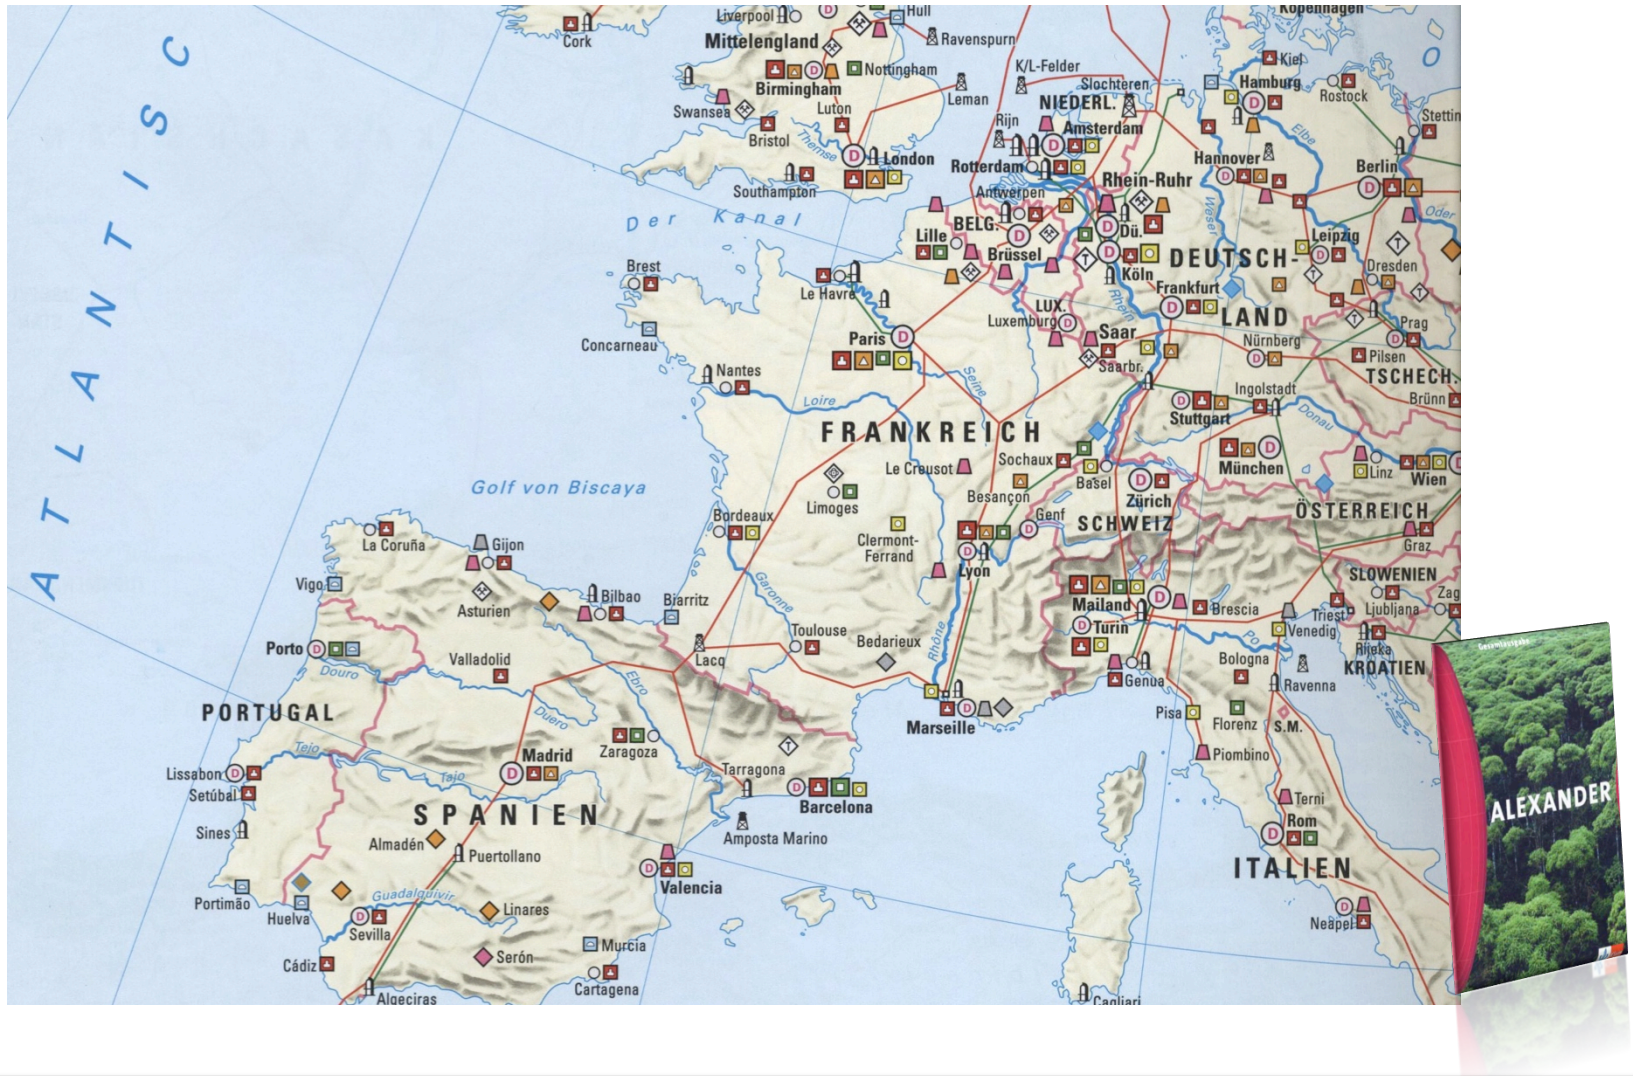 Kopenhagen
Liverpool
Hull
Cork
Mittelengland
Ravenspurn
O
Kiel
Nottingham
K/L-Felder
Slochteren
Hamburg
Birmingham
Leman
Rostock
Swansea
Luton
NIEDERL.
Stettin
Bristol
Rijn
Amsterdam
Elbe
Themse
London
Rotterdam
Hannover
Berlin
Southampton
Antwerpen
Rhein-Ruhr
Weser
Oder
Der Kanal
BELG.
Dü.
Lille
Brüssel
DEUTSCH-
LAND
Leipzig
Brest
Köln
Dresden
Le Havre
LUX.
Rhein
Frankfurt
Concarneau
Paris
Luxemburg
Saar
Nürnberg
Prag
Saarbr.
Pilsen
Nantes
Seine
TSCHECH.
Loire
Ingolstadt
Brünn
Stuttgart
Donau
FRANKREICH
Le Creusot
Sochaux
München
Linz
Wien
Golf von Biscaya
Limoges
Besançon
Basel
Zürich
ÖSTERREICH
Bordeaux
Genf
SCHWEIZ
Graz
La Coruña
Gijon
Clermont-
Ferrand
Lyon
SLOWENIEN
Vigo
Asturien
Bilbao
Biarritz
Garonne
Mailand
Brescia
Triest
Ljubljana
Zag
Porto
Toulouse
Bedarieux
Rhône
Turin
Po
Venedig
Rijeka
Valladolid
Lacq
Bologna
KROATIEN
Douro
Ebro
Genua
Ravenna
PORTUGAL
Duero
Marseille
Pisa
Florenz
S.M.
Tejo
Zaragoza
Lissabon
Madrid
Tarragona
Piombino
Setúbal
Tajo
Barcelona
Terni
Sines
SPANIEN
Amposta Marino
Rom
Almadén
Puertollano
ITALIEN
Portimão
Huelva
Guadalquivir
Valencia
Linares
Neapel
Sevilla
Murcia
Cádiz
Serón
Cartagena
Algeciras
Cagliari
ATLANTISC
Gesamtausgabe
ALEXANDER